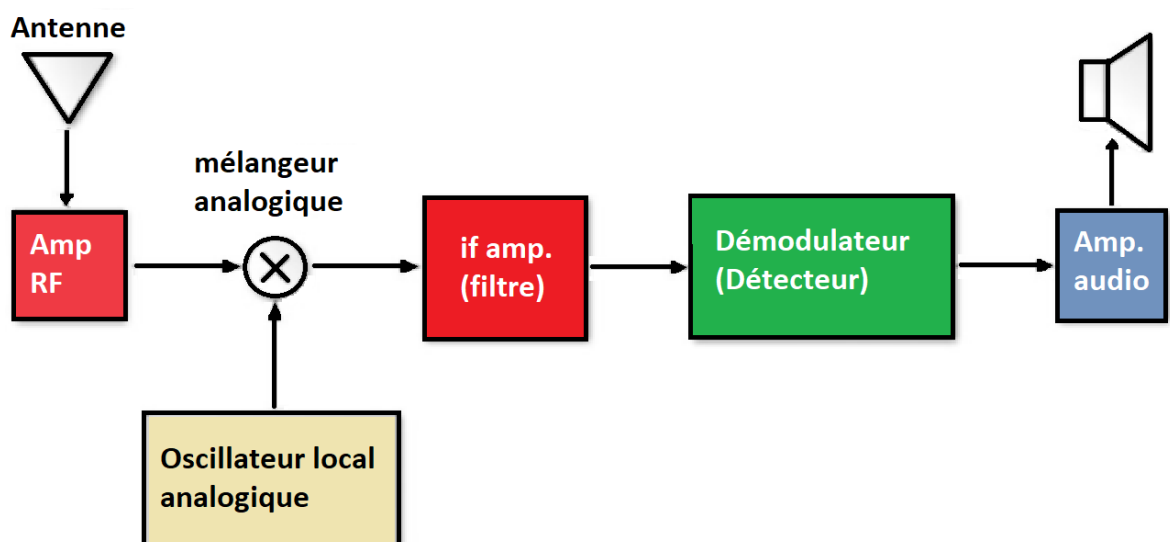 Antenne
mélangeur
analogique
Amp
RF
if amp.
(filtre)
Démodulateur
(Détecteur)
Amp.
audio
Oscillateur local
analogique